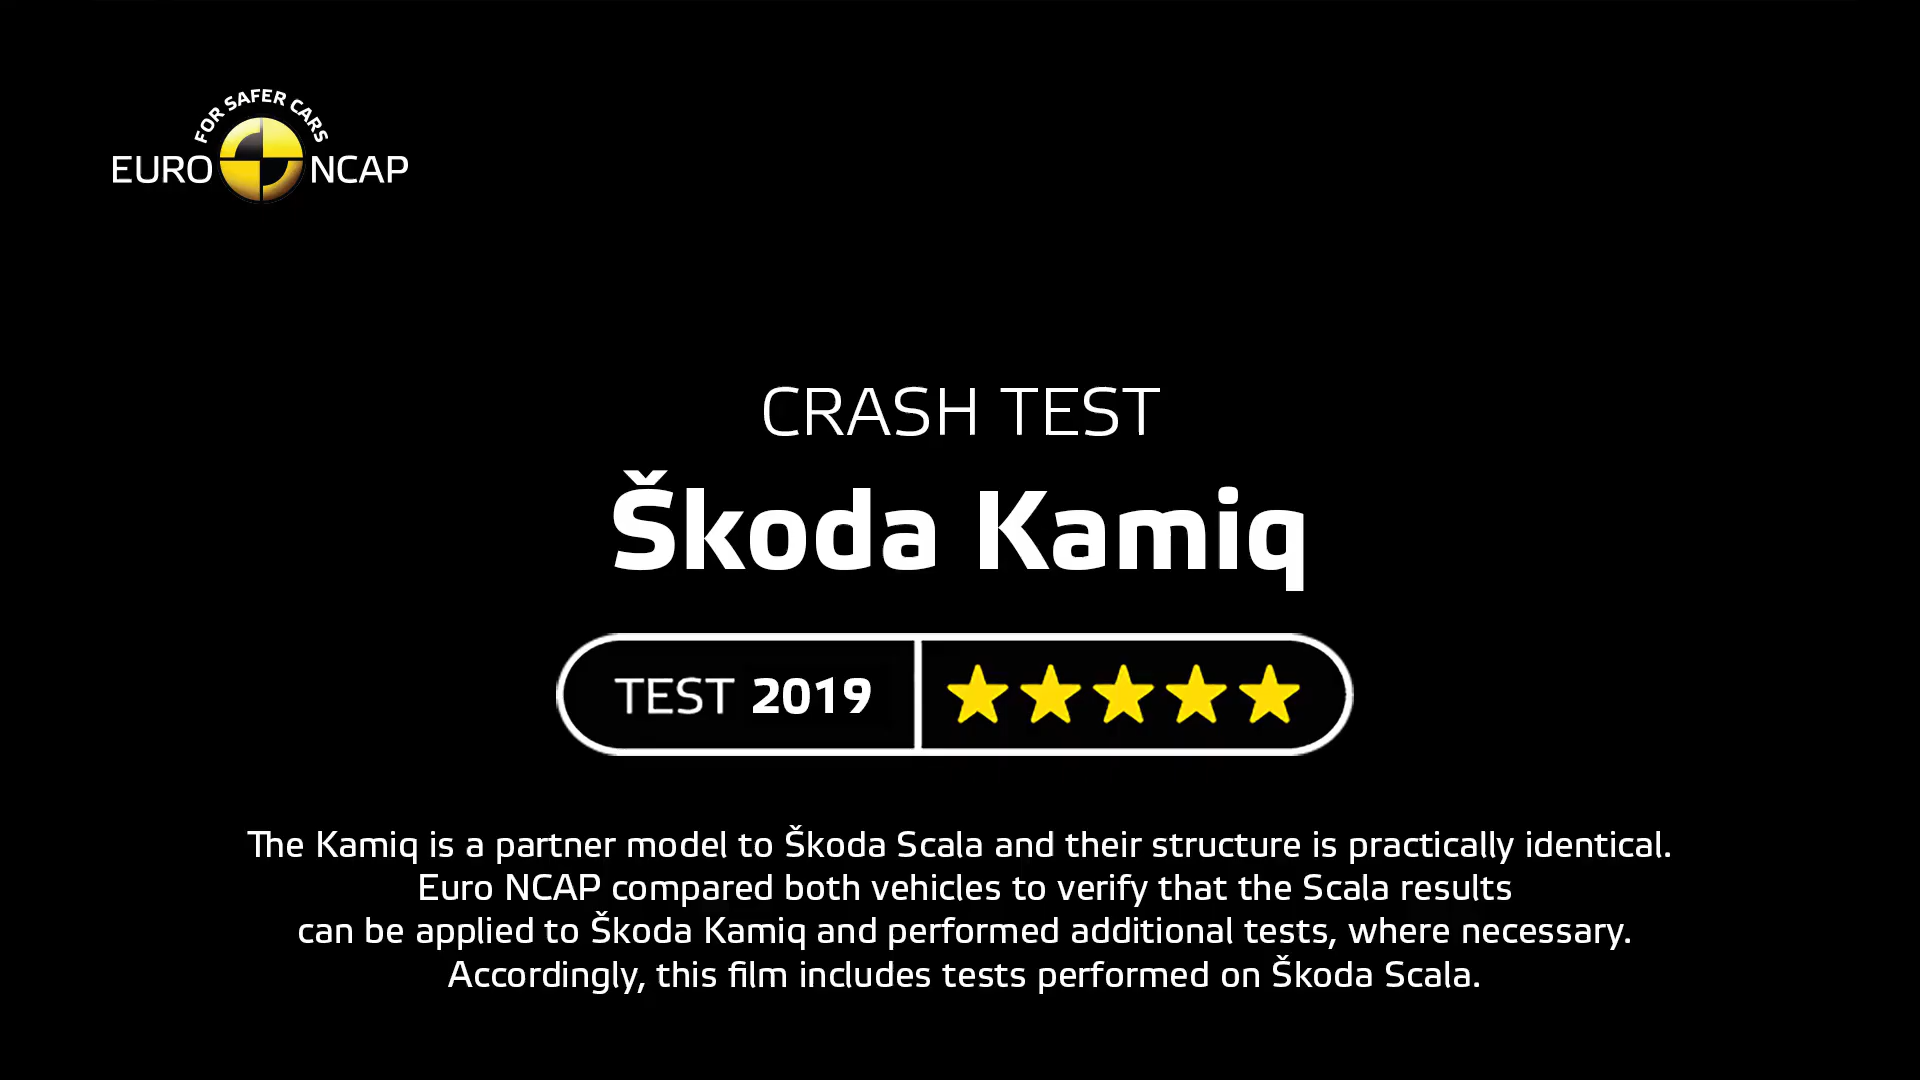 FOR SAFER CARS
EURO NCAP
CRASH TEST
Škoda Kamiq
TEST 2019
The Kamiq is a partner model to Škoda Scala and their structure is practically identical.
Euro NCAP compared both vehicles to verify that the Scala results
can be applied to Škoda Kamiq and performed additional tests, where necessary.
Accordingly, this film includes tests performed on Škoda Scala.